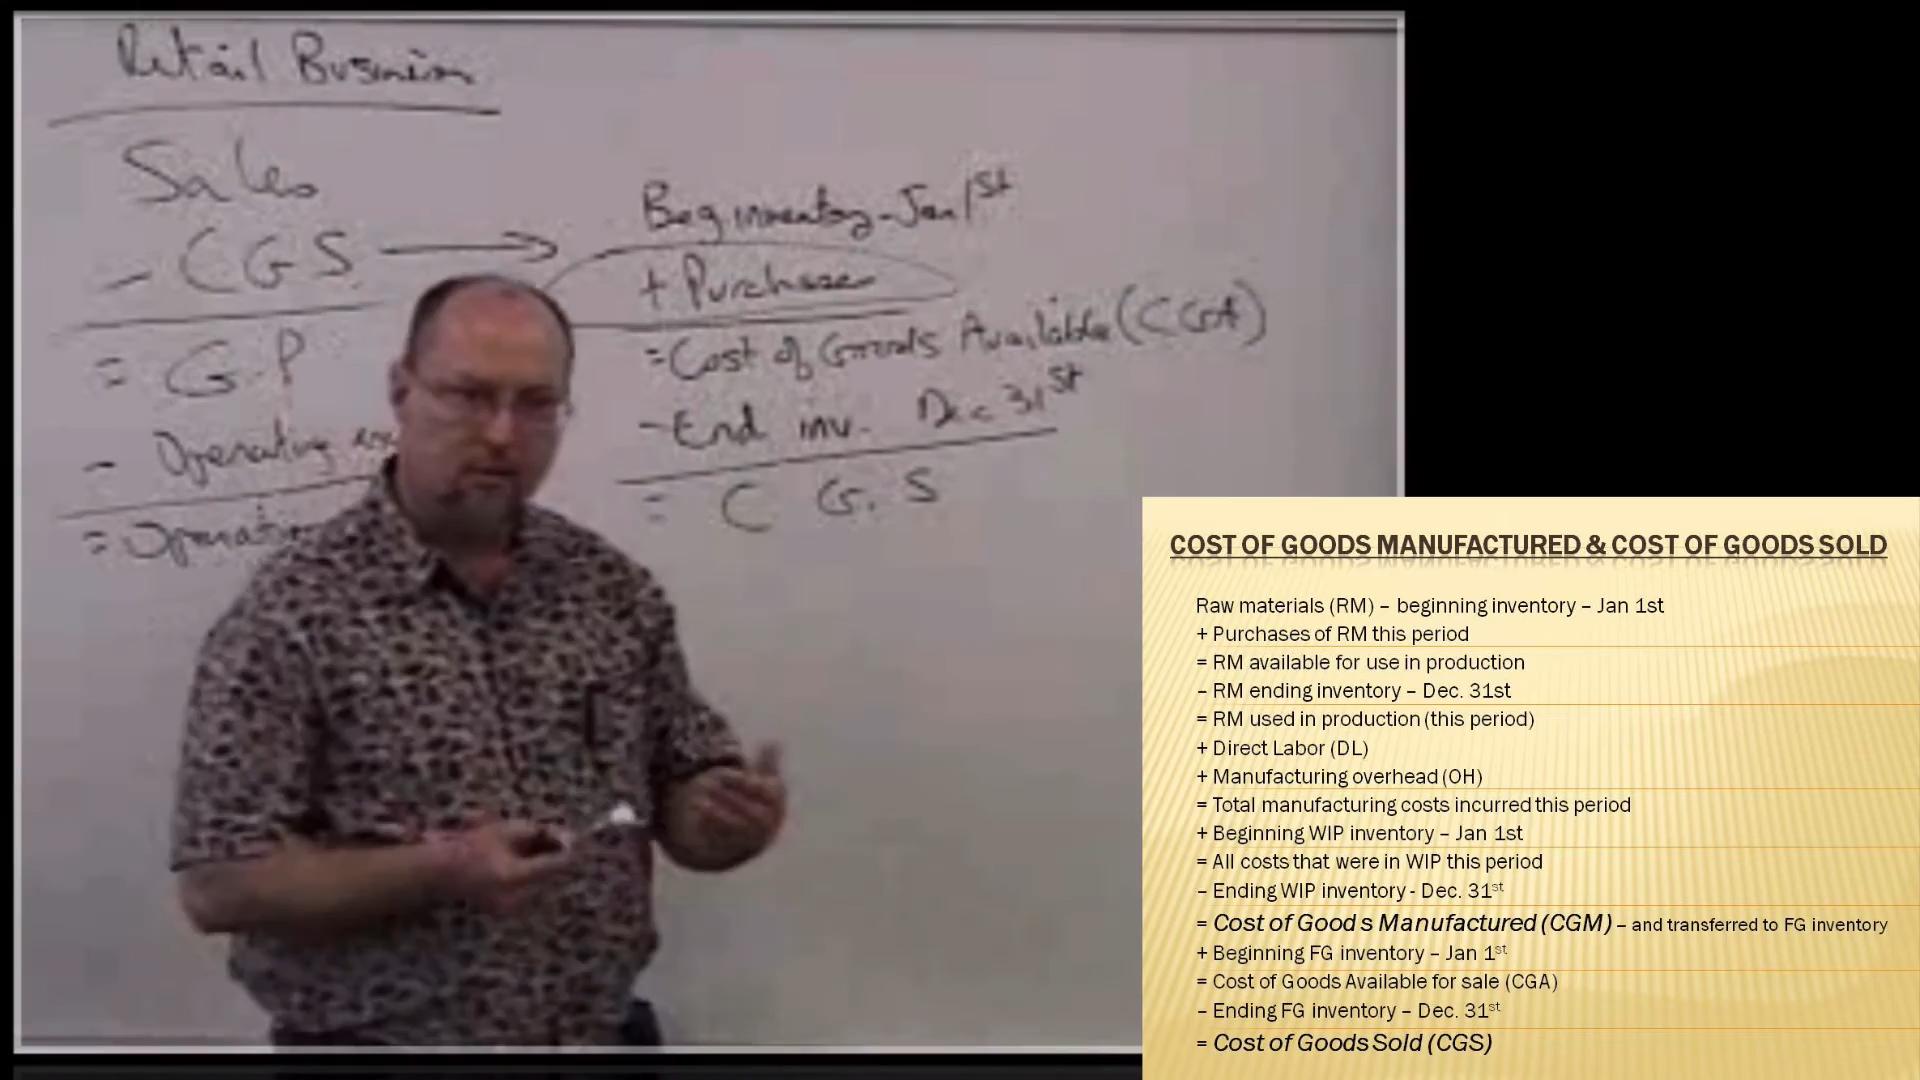 Retail Business
Sales
- CGS
= G.P
- Operating
= Operati
Beg inventory - Jan 1st
+ Purchases
= Cost of Goods Available (CGA)
- End inv. Dec 31st
= C G. S
COST OF GOODS MANUFACTURED & COST OF GOODS SOLD
Raw materials (RM) – beginning inventory – Jan 1st
+ Purchases of RM this period
= RM available for use in production
– RM ending inventory – Dec. 31st
= RM used in production (this period)
+ Direct Labor (DL)
+ Manufacturing overhead (OH)
= Total manufacturing costs incurred this period
+ Beginning WIP inventory – Jan 1st
= All costs that were in WIP this period
– Ending WIP inventory - Dec. 31st
= Cost of Good s Manufactured (CGM) – and transferred to FG inventory
+ Beginning FG inventory – Jan 1st
= Cost of Goods Available for sale (CGA)
– Ending FG inventory – Dec. 31st
= Cost of Goods Sold (CGS)